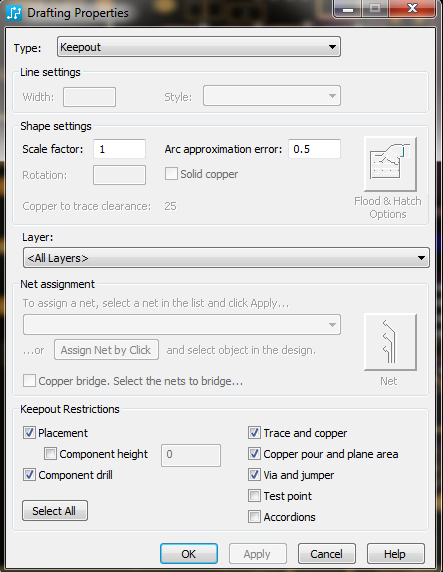 Drafting Properties
Type: Keepout
Line settings
Width: Style:
Shape settings
Scale factor: 1 Arc approximation error: 0.5
Rotation: Solid copper
Copper to trace clearance: 25 Flood & Hatch Options
Layer:
<All Layers>
Net assignment
To assign a net, select a net in the list and click Apply...
...or Assign Net by Click and select object in the design.
Copper bridge. Select the nets to bridge... Net
Keepout Restrictions
Placement Trace and copper
Component height 0 Copper pour and plane area
Component drill Via and jumper
Test point
Select All Accordions
OK Apply Cancel Help